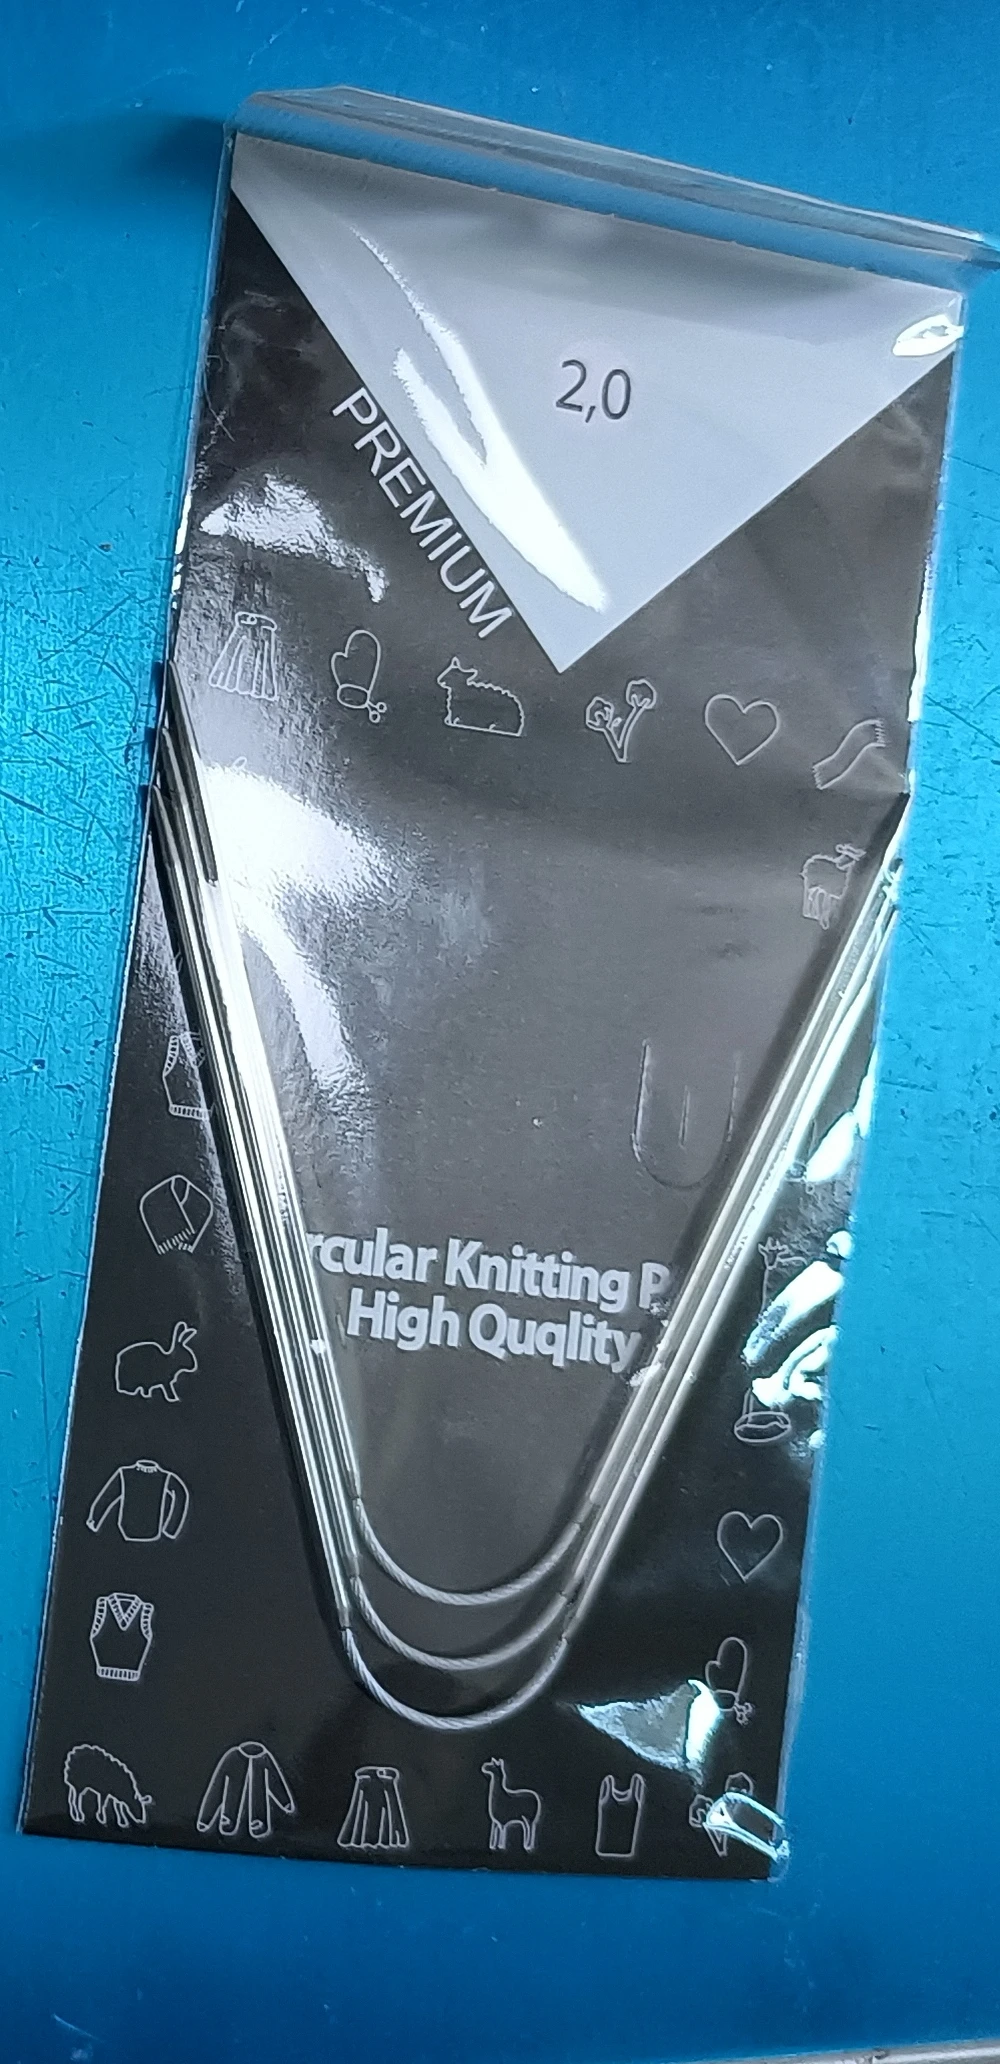 2,0
PREMIUM
rcular Knitting P
High Quqlity